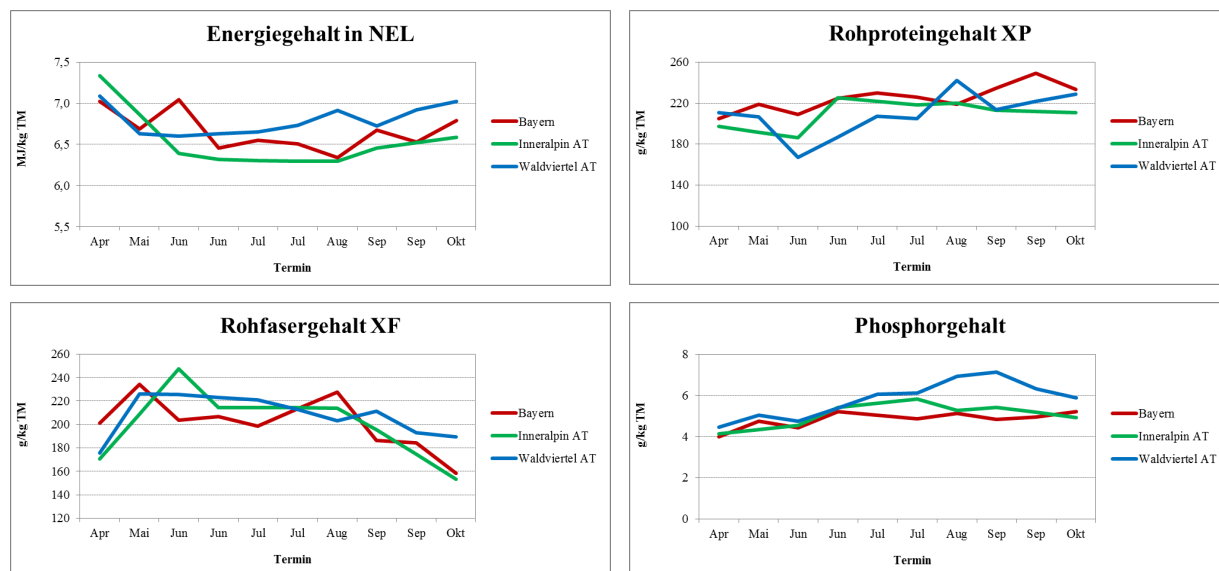 Energiegehalt in NEL
7,5
7,0
6,5
6,0
5,5
MJ/kg TM
Apr Mai Jun Jun Jul Jul Aug Sep Sep Okt
Termin
Bayern
Inneralpin AT
Waldviertel AT
Rohproteingehalt XP
260
220
180
140
100
g/kg TM
Apr Mai Jun Jun Jul Jul Aug Sep Sep Okt
Termin
Bayern
Inneralpin AT
Waldviertel AT
Rohfasergehalt XF
260
240
220
200
180
160
140
120
g/kg TM
Apr Mai Jun Jun Jul Jul Aug Sep Sep Okt
Termin
Bayern
Inneralpin AT
Waldviertel AT
Phosphorgehalt
8
6
4
2
0
g/kg TM
Apr Mai Jun Jun Jul Jul Aug Sep Sep Okt
Termin
Bayern
Inneralpin AT
Waldviertel AT